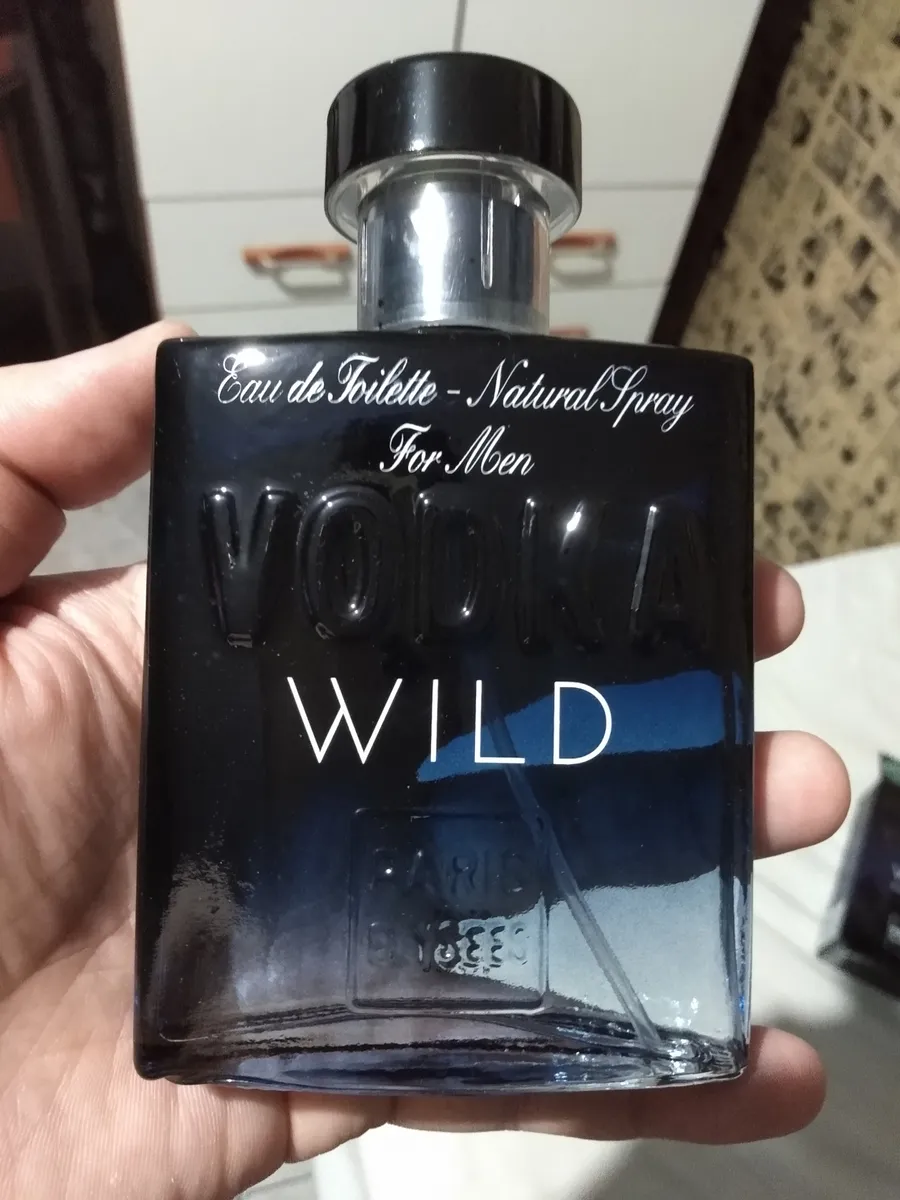 Eau de Toilette - Natural Spray
For Men
VODKA
WILD
PARIS
ELYSEES